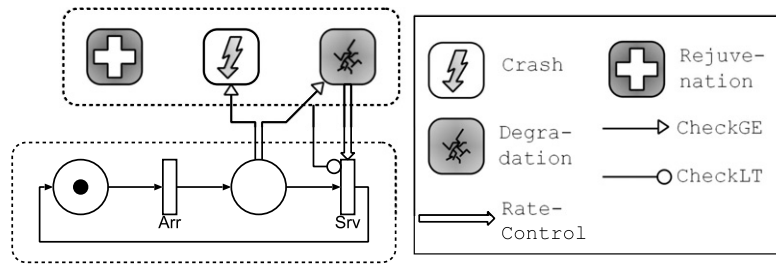 Arr
Srv
Crash
Rejuve-
nation
Degra-
dation
CheckGE
CheckLT
Rate-
Control